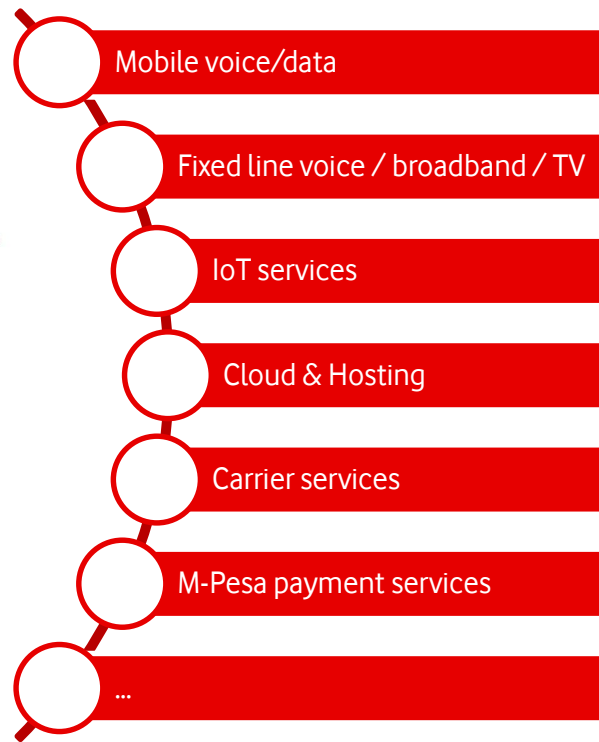 Mobile voice/data
Fixed line voice / broadband / TV
IoT services
Cloud & Hosting
Carrier services
M-Pesa payment services
...